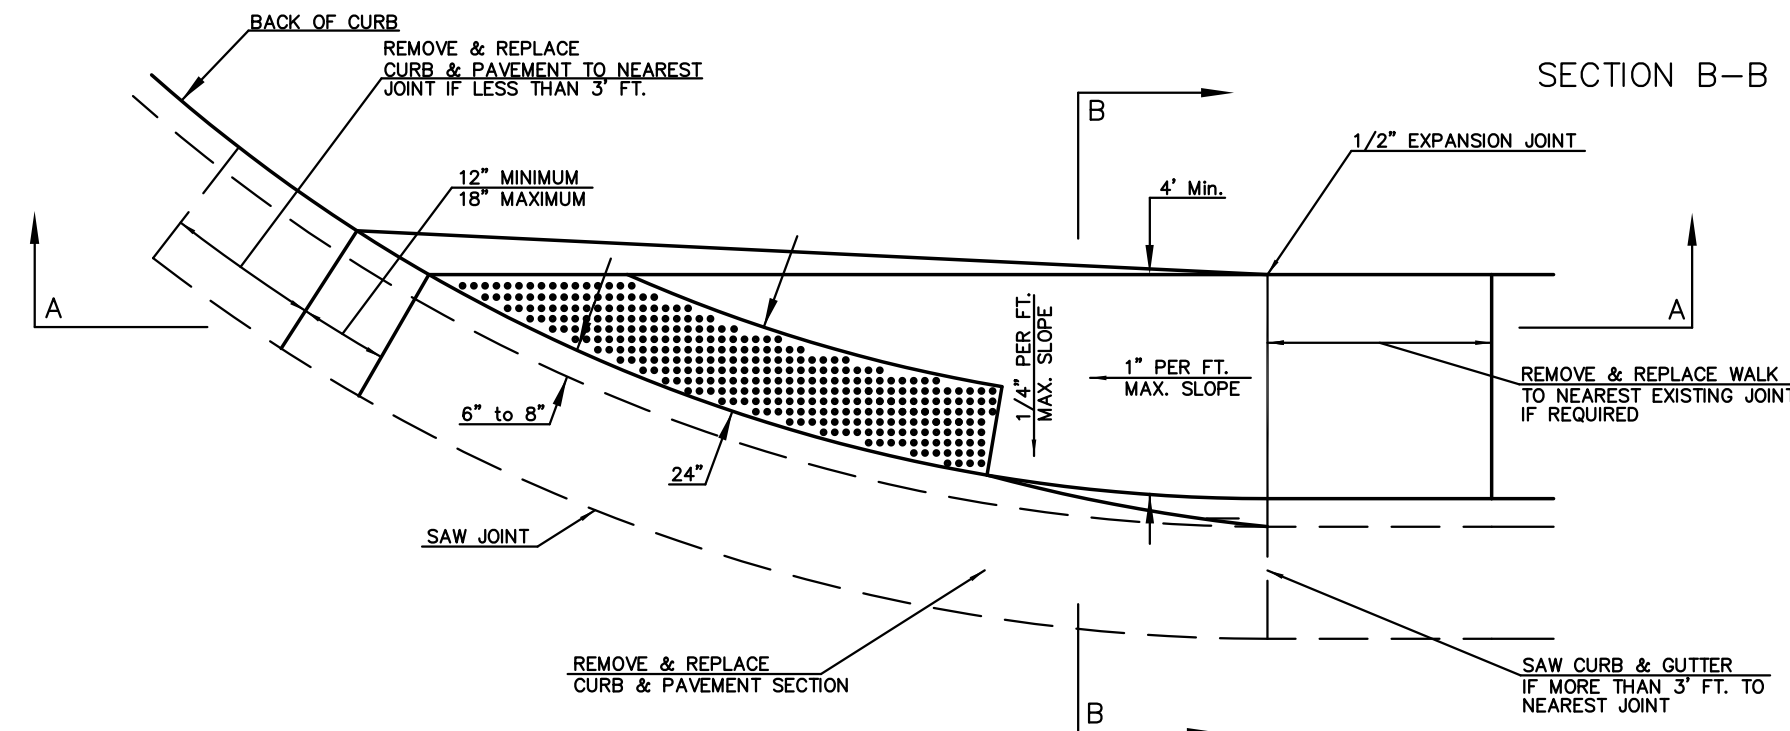 BACK OF CURB
REMOVE & REPLACE
CURB & PAVEMENT TO NEAREST
JOINT IF LESS THAN 3' FT.
SECTION B-B
B
1/2" EXPANSION JOINT
12" MINIMUM
18" MAXIMUM
4' Min.
A
A
1/4" PER FT.
MAX. SLOPE
1" PER FT.
MAX. SLOPE
REMOVE & REPLACE WALK
TO NEAREST EXISTING JOINT
IF REQUIRED
6" to 8"
24"
SAW JOINT
REMOVE & REPLACE
CURB & PAVEMENT SECTION
SAW CURB & GUTTER
IF MORE THAN 3' FT. TO
NEAREST JOINT
B